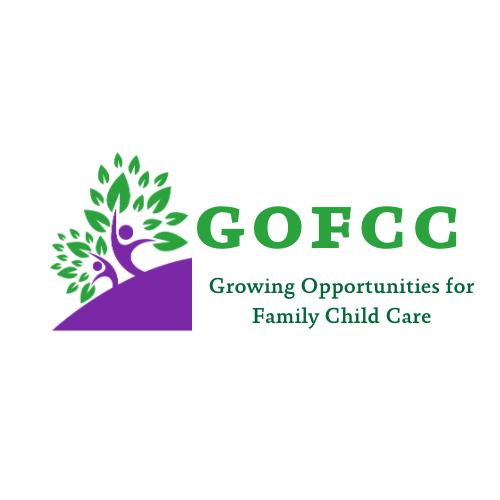 GOFCC
Growing Opportunities for
Family Child Care